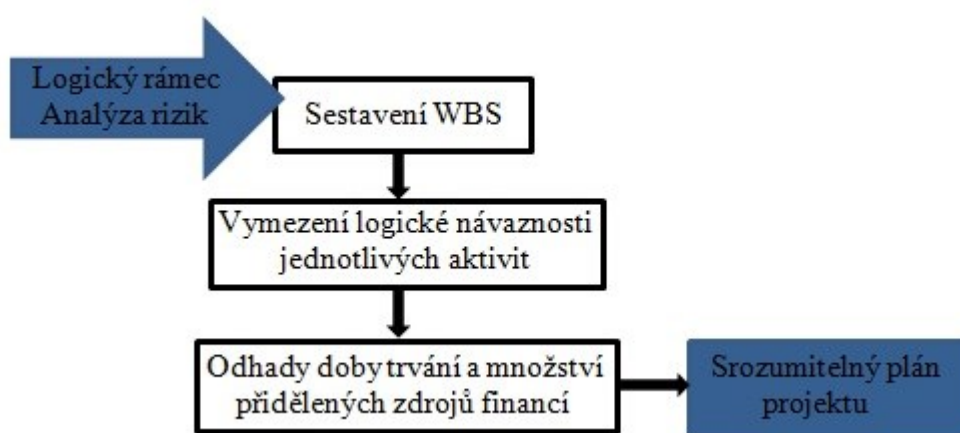 Logický rámec
Analýza rizik
Sestavení WBS
Vymezení logické návaznosti
jednotlivých aktivit
Odhady doby trvání a množství
přidělených zdrojů financí
Srozumitelný plán
projektu